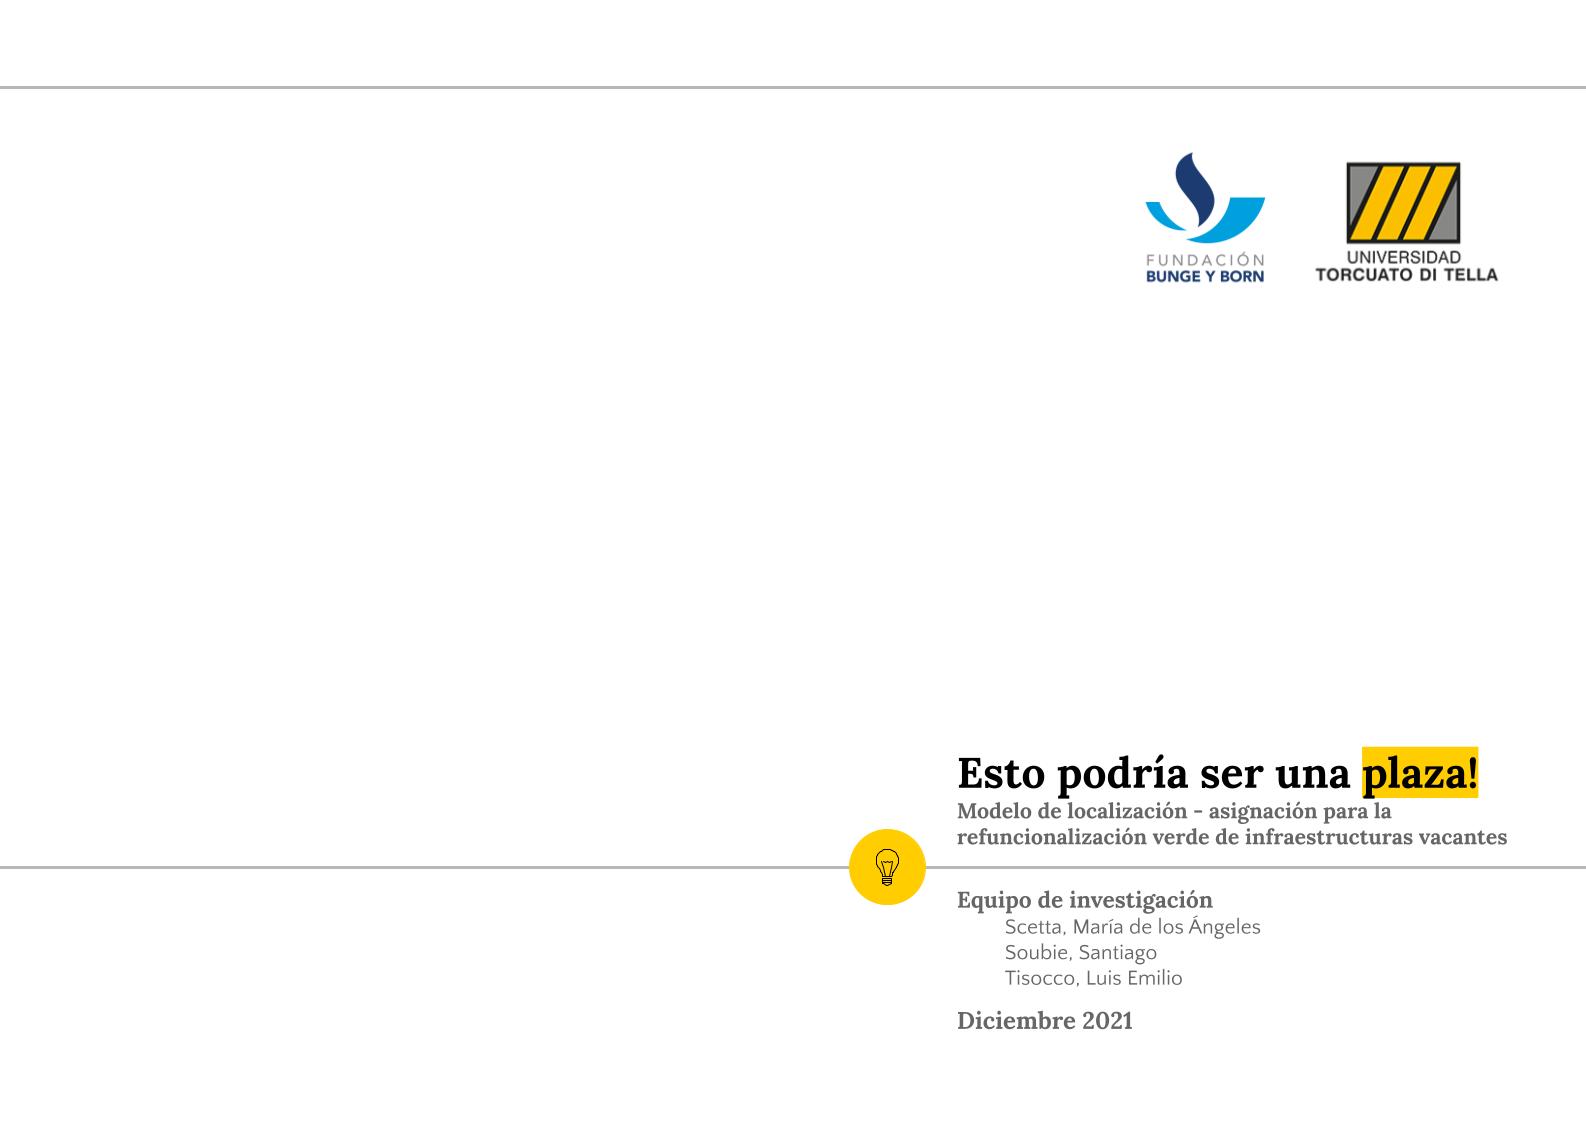 FUNDACIÓN
BUNGE Y BORN
UNIVERSIDAD
TORCUATO DI TELLA
Esto podría ser una plaza!
Modelo de localización - asignación para la
refuncionalización verde de infraestructuras vacantes
Equipo de investigación
Scetta, María de los Ángeles
Soubie, Santiago
Tisocco, Luis Emilio
Diciembre 2021